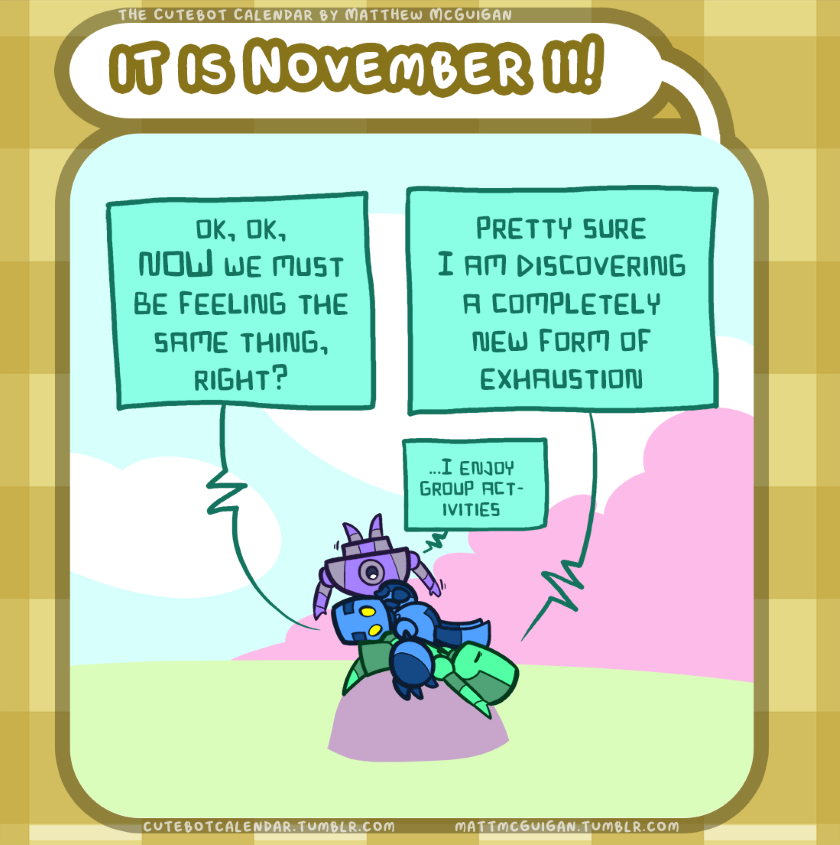 THE CUTEBOT CALENDAR BY MATTHEW MCGUIGAN
IT IS NOVEMBER 11!
OK, OK,
NOW WE MUST
BE FEELING THE
SAME THING,
RIGHT?
PRETTY SURE
I AM DISCOVERING
A COMPLETELY
NEW FORM OF
EXHAUSTION
...I ENJOY
GROUP ACT-
IVITIES
CUTEBOTCALENDAR.TUMBLR.COM
MATTMCGUIGAN.TUMBLR.COM